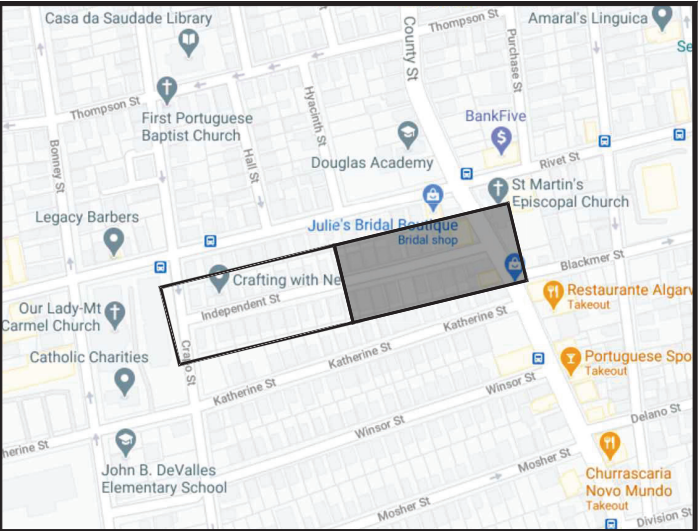 Casa da Saudade Library
County St
Thompson St
Amaral's Linguica
Purchase St
Se
Thompson St
First Portuguese
Baptist Church
Hyacinth St
BankFive
Douglas Academy
Bonney St
Hall St
Rivet St
St Martin's
Episcopal Church
Legacy Barbers
Julie's Bridal Boutique
Bridal shop
Blackmer St
Crafting with Ne
Independent St
Our Lady-Mt
Carmel Church
Restaurante Algarv
Takeout
Katherine St
Crapo St
Katherine St
Catholic Charities
Portuguese Spo
Takeout
Katherine St
Winsor St
Delano St
Winsor St
herine St
John B. DeValles
Elementary School
Mosher St
Churrascaria
Novo Mundo
Takeout
Mosher St
Division St